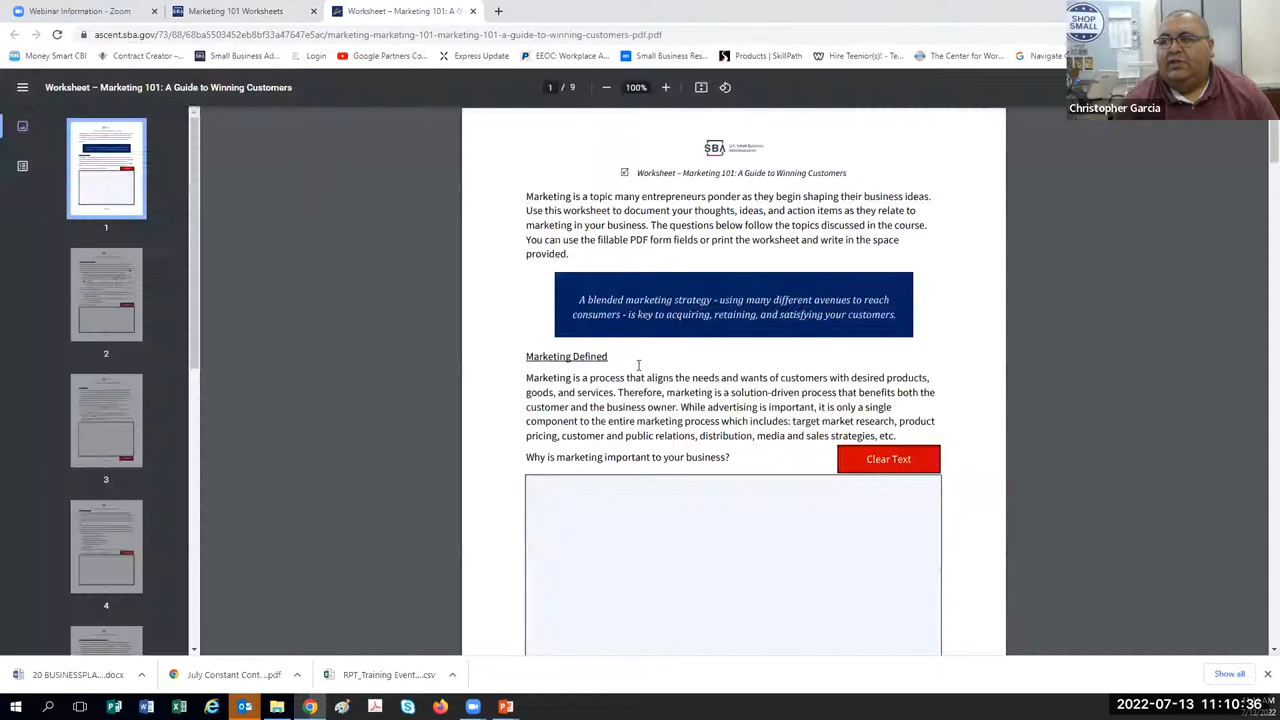 Webinar Information - Zoom
Marketing 101 Worksheets
Worksheet – Marketing 101: A G
ascent.sba.gov/73/88/68ba5503452eb8bf33a47647e5ac/marketing
101-marketing-101-a-guide-to-winning-customers-pdf.pdf
Money Smart CBI
Contract Creator –...
Small Business Ad...
Login
Google Partners Co...
Express Update
EEOC: Workplace A...
Small Business Res...
Products | SkillPath
Hire Teenior(s)! - Te...
The Center for Wor...
Navigate
SHOP
SMALL
Christopher Garcia
Worksheet – Marketing 101: A Guide to Winning Customers
1 / 9
100%
SBA U.S. Small Business
Administration
Worksheet – Marketing 101: A Guide to Winning Customers
Marketing is a topic many entrepreneurs ponder as they begin shaping their business ideas.
Use this worksheet to document your thoughts, ideas, and action items as they relate to
marketing in your business. The questions below follow the topics discussed in the course.
You can use the fillable PDF form fields or print the worksheet and write in the space
provided.
A blended marketing strategy - using many different avenues to reach
consumers - is key to acquiring, retaining, and satisfying your customers.
Marketing Defined
Marketing is a process that aligns the needs and wants of customers with desired products,
goods, and services. Therefore, marketing is a solution-driven process that benefits both the
customer and the business owner. While advertising is important, it is only a single
component to the entire marketing process which includes: target market research, product
pricing, customer and public relations, distribution, media and sales strategies, etc.
Why is marketing important to your business?
Clear Text
1
2
3
4
20 BUSINESSPLA....docx
July Constant Cont....pdf
RPT_Training Event....csv
Show all
2022-07-13 11:10:36